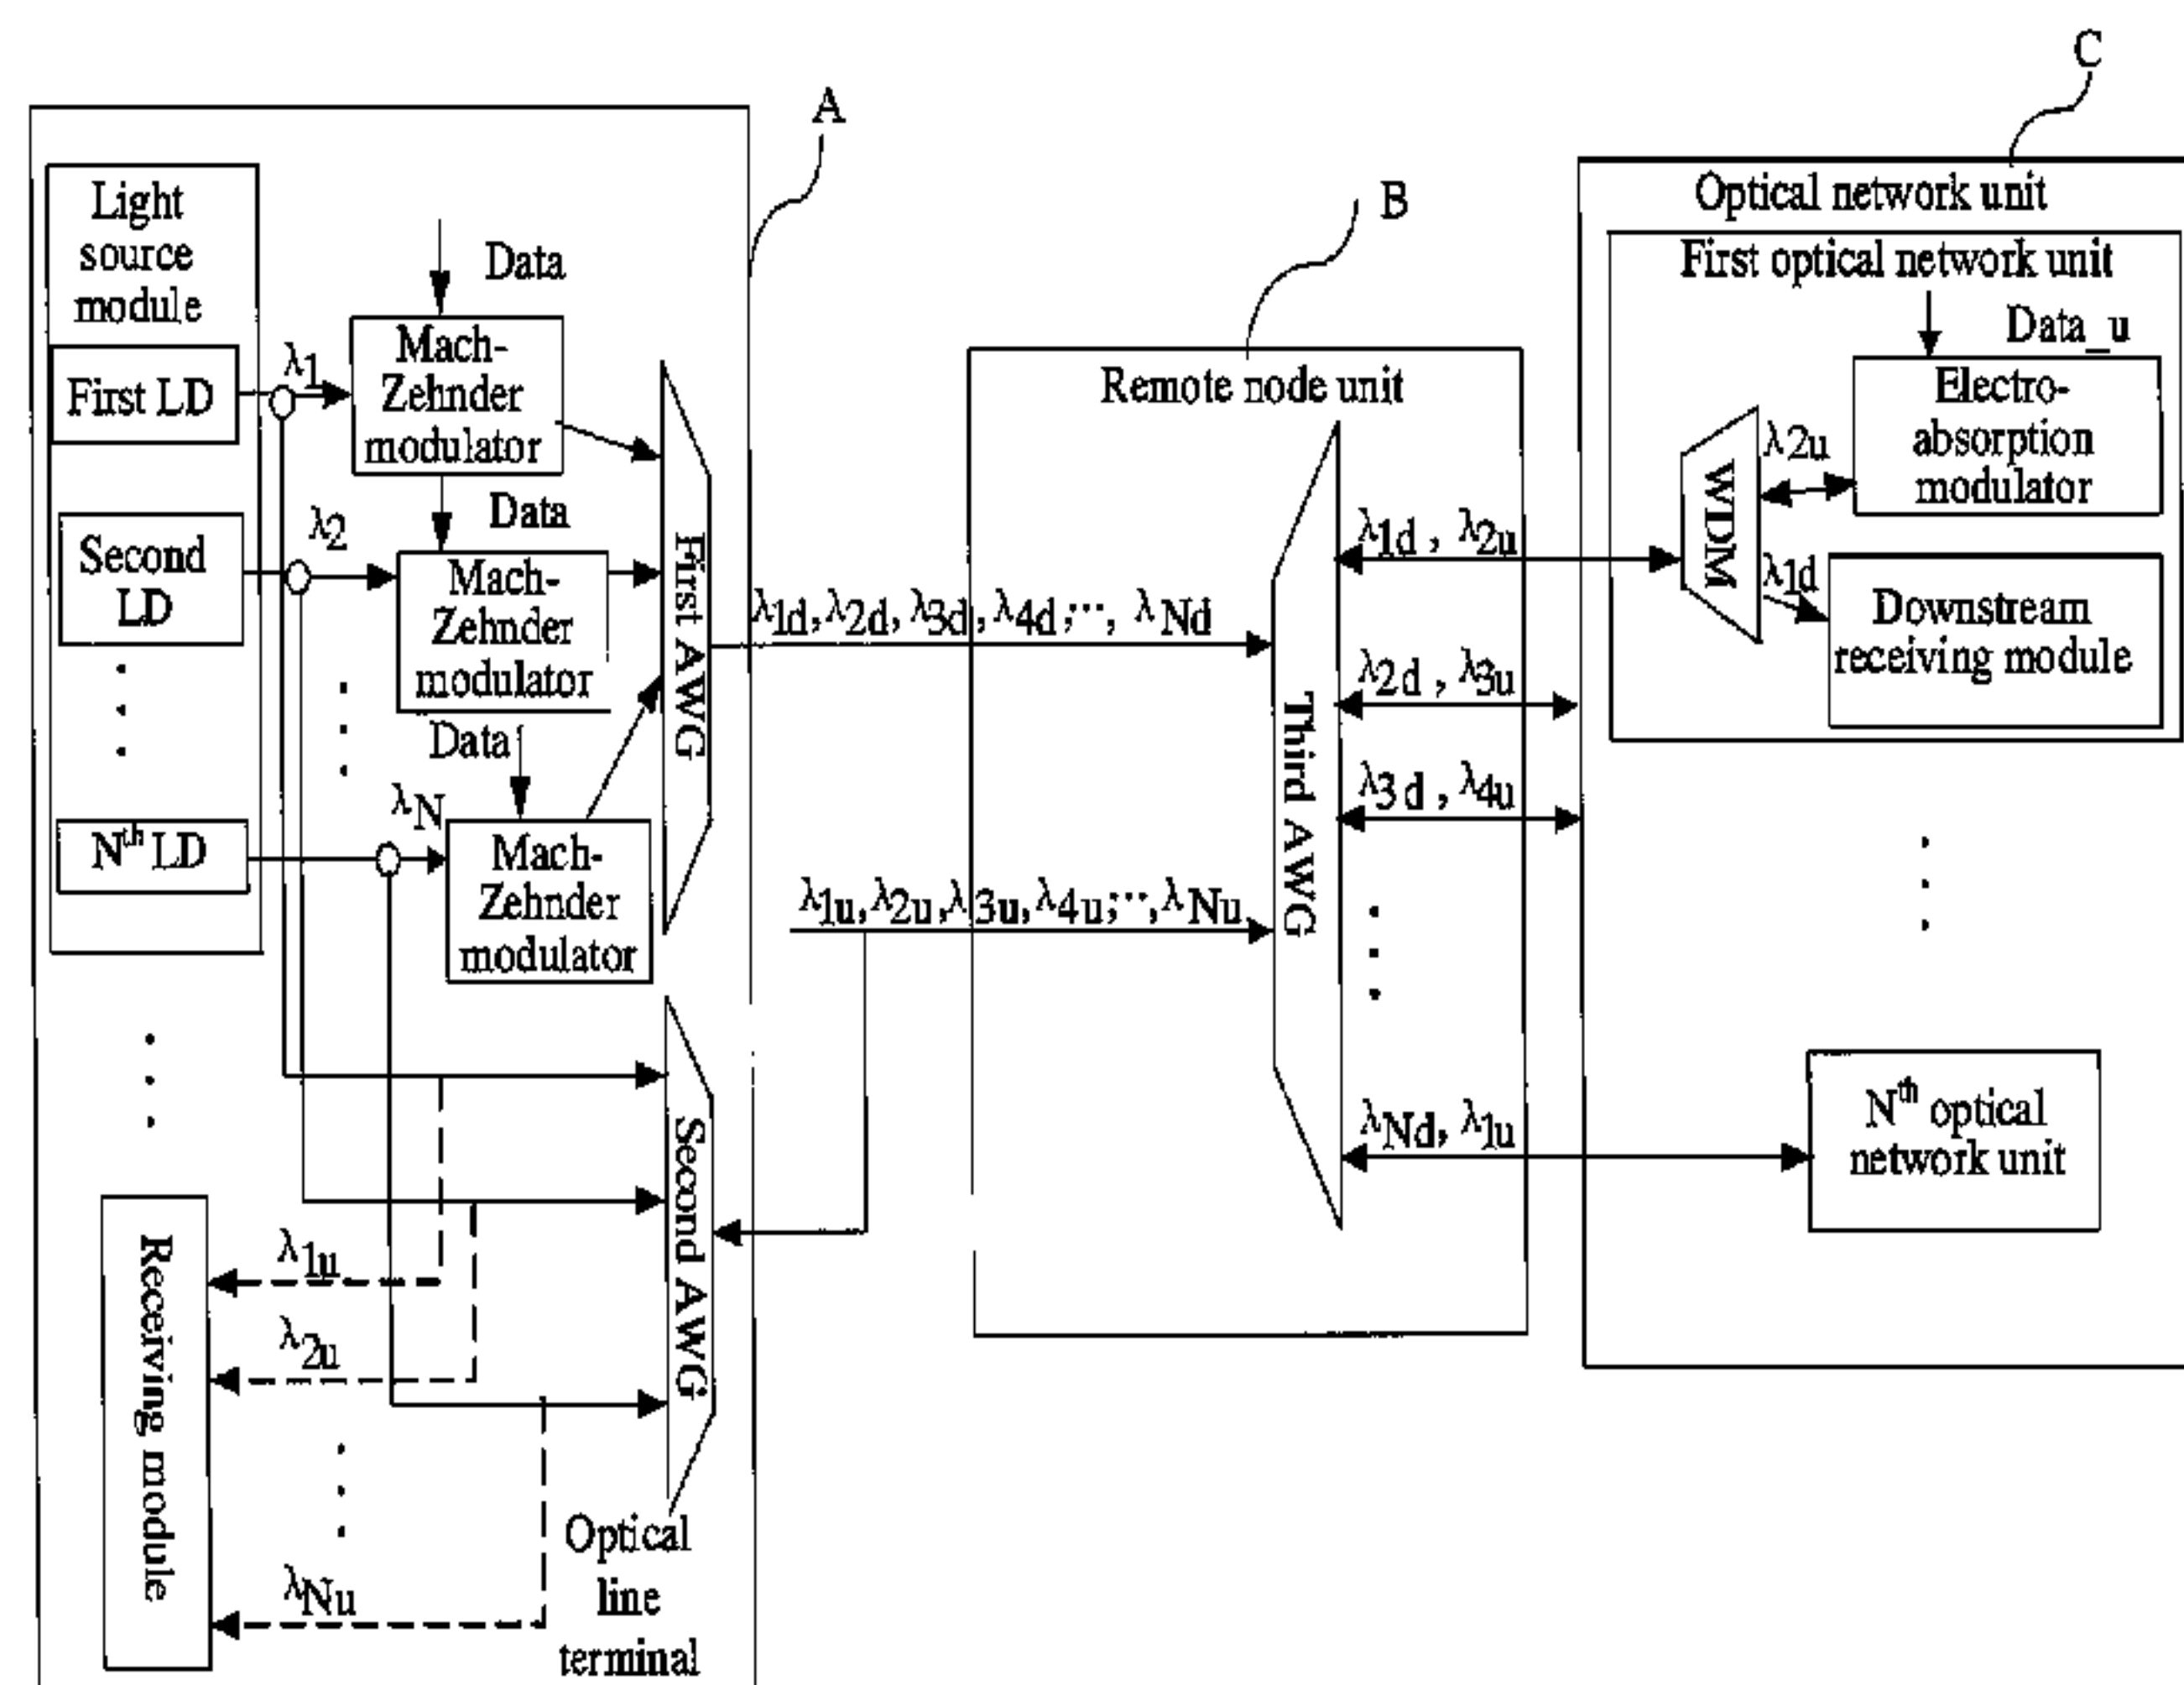 A
Light
source
module
First LD
λ1
Data
Mach-
Zehnder
modulator
Second
LD
λ2
Data
Mach-
Zehnder
modulator
Data
λN
Nth LD
Mach-
Zehnder
modulator
First AWG
λ1d, λ2d, λ3d, λ4d, ···, λNd
λ1u, λ2u, λ3u, λ4u, ···, λNu
Second AWG
Receiving module
λ1u
λ2u
λNu
Optical
line
terminal
B
Remote node unit
Third AWG
λ1d , λ2u
λ2d , λ3u
λ3d , λ4u
λNd, λ1u
C
Optical network unit
First optical network unit
Data_u
Electro-
absorption
modulator
WDM
λ2u
λ1d
Downstream
receiving module
Nth optical
network unit